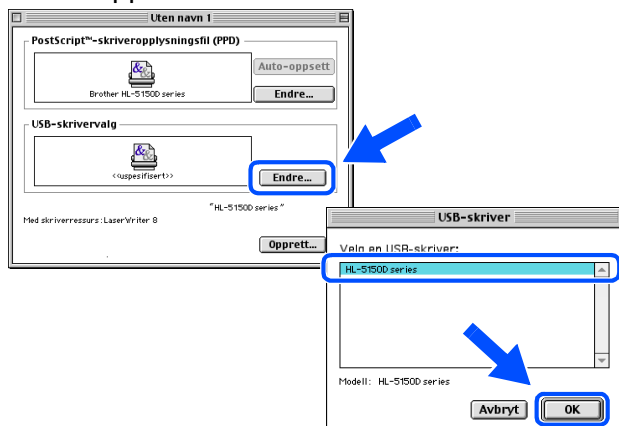 Uten navn 1
PostScript™-skriveropplysningsfil (PPD)
Auto-oppsett
Brother HL-5150D series
Endre...
USB-skrivervalg
<<uspesifisert>>
Endre...
"HL-5150D series"
Med skriverressurs: LaserWriter 8
Opprett...
USB-skriver
Velg en USB-skriver:
HL-5150D series
Modell: HL-5150D series
Avbryt
OK